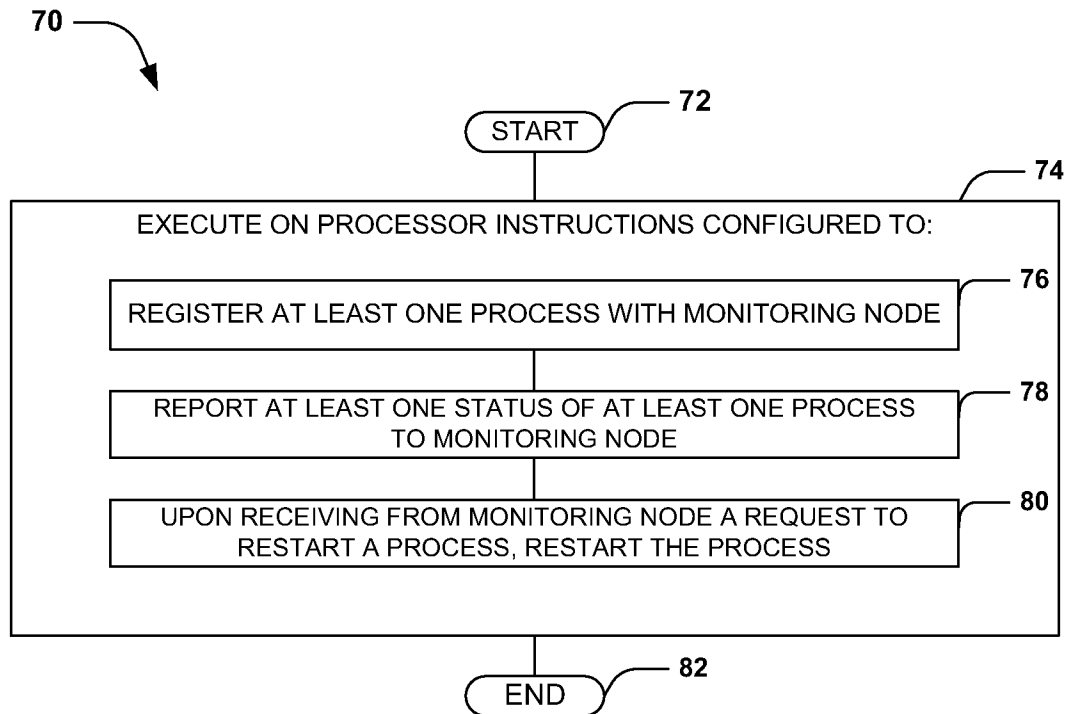 70
72
START
74
EXECUTE ON PROCESSOR INSTRUCTIONS CONFIGURED TO:
76
REGISTER AT LEAST ONE PROCESS WITH MONITORING NODE
78
REPORT AT LEAST ONE STATUS OF AT LEAST ONE PROCESS
TO MONITORING NODE
80
UPON RECEIVING FROM MONITORING NODE A REQUEST TO
RESTART A PROCESS, RESTART THE PROCESS
82
END